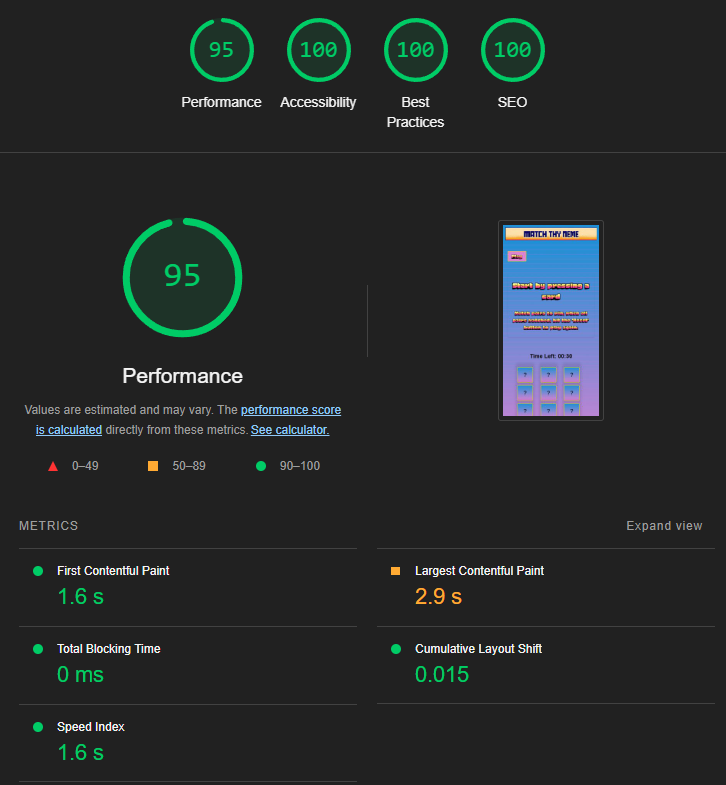 95
100
100
100
Performance
Accessibility
Best
Practices
SEO
95
Performance
Values are estimated and may vary. The performance score
is calculated directly from these metrics. See calculator.
0–49
50–89
90–100
MATCH THY MEME
Start by pressing a
card
Time Left: 00:30
? ? ?
? ? ?
? ? ?
METRICS
Expand view
First Contentful Paint
1.6 s
Largest Contentful Paint
2.9 s
Total Blocking Time
0 ms
Cumulative Layout Shift
0.015
Speed Index
1.6 s